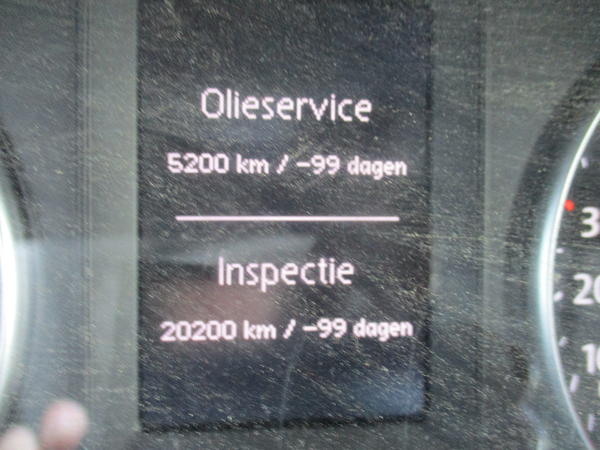 Olieservice
5200 km / -99 dagen
Inspectie
20200 km / -99 dagen